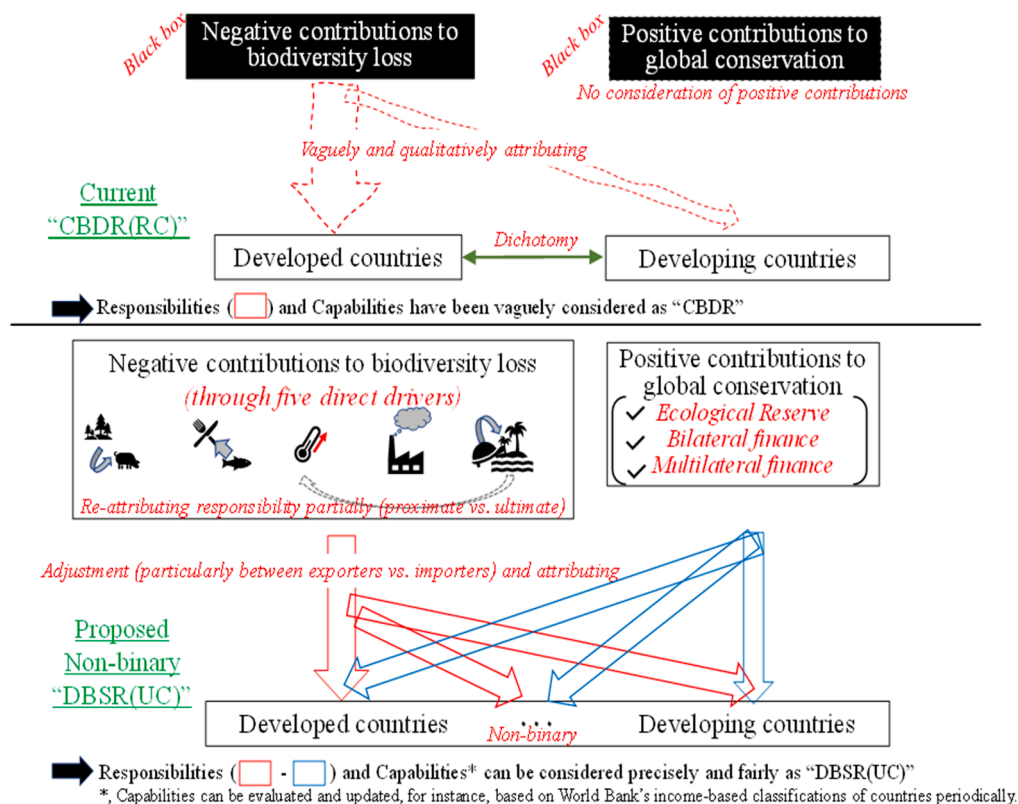 Black box
Negative contributions to
biodiversity loss
Black box
Positive contributions to
global conservation
No consideration of positive contributions
Vaguely and qualitatively attributing
Current
“CBDR(RC)”
Developed countries
Dichotomy
Developing countries
Responsibilities ( ) and Capabilities have been vaguely considered as “CBDR”
Negative contributions to biodiversity loss
(through five direct drivers)
Re-attributing responsibility partially (proximate vs. ultimate)
Positive contributions to
global conservation
Ecological Reserve
Bilateral finance
Multilateral finance
Adjustment (particularly between exporters vs. importers) and attributing
Proposed
Non-binary
“DBSR(UC)”
Developed countries
...
Non-binary
Developing countries
Responsibilities ( - ) and Capabilities* can be considered precisely and fairly as “DBSR(UC)”
*, Capabilities can be evaluated and updated, for instance, based on World Bank’s income-based classifications of countries periodically.